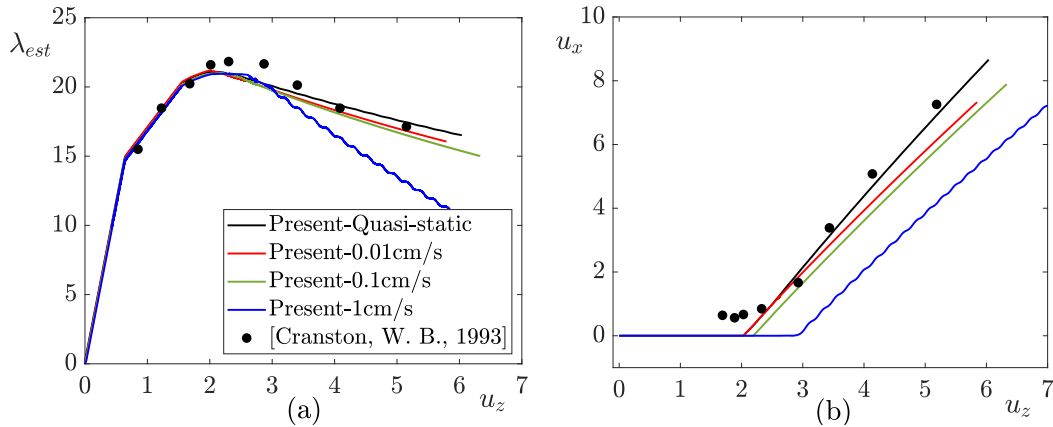 25
λest
20
15
10
5
0
0 1 2 3 4 5 6 7
uz
(a)
Present-Quasi-static
Present-0.01cm/s
Present-0.1cm/s
Present-1cm/s
[Cranston, W. B., 1993]
10
ux
8
6
4
2
0
-1
0 1 2 3 4 5 6 7
uz
(b)